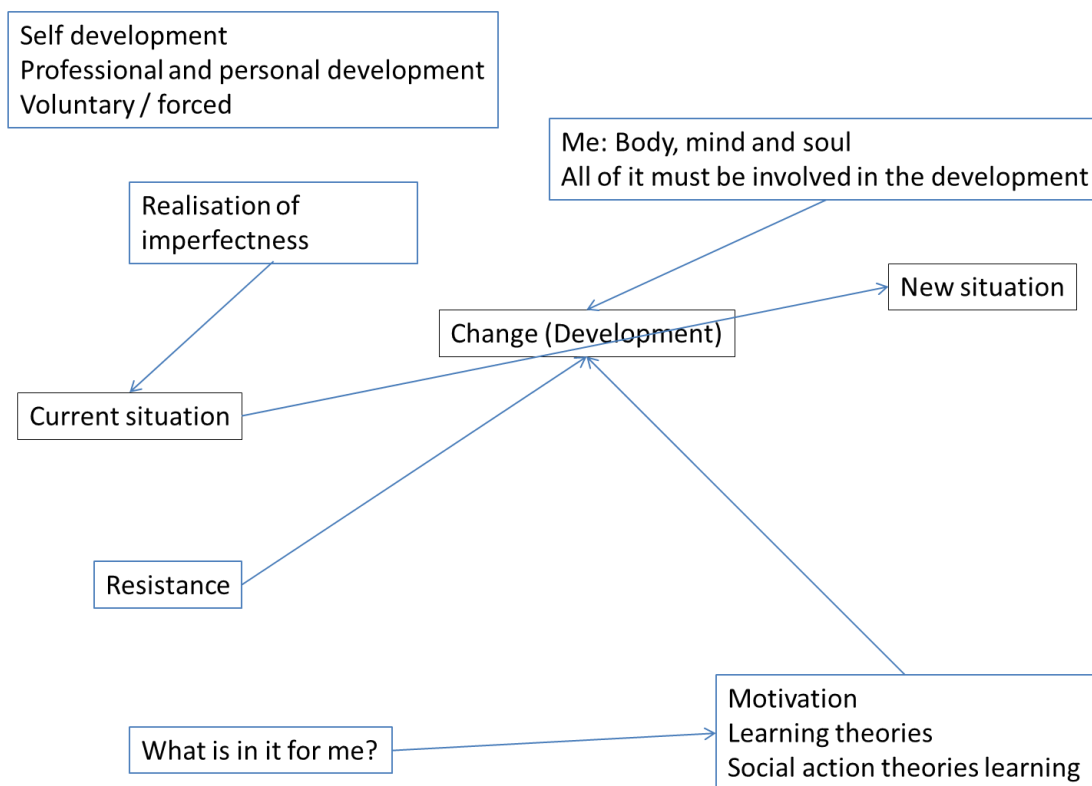 Self development
Professional and personal development
Voluntary / forced
Me: Body, mind and soul
All of it must be involved in the development
Realisation of
imperfectness
New situation
Change (Development)
Current situation
Resistance
Motivation
Learning theories
Social action theories learning
What is in it for me?